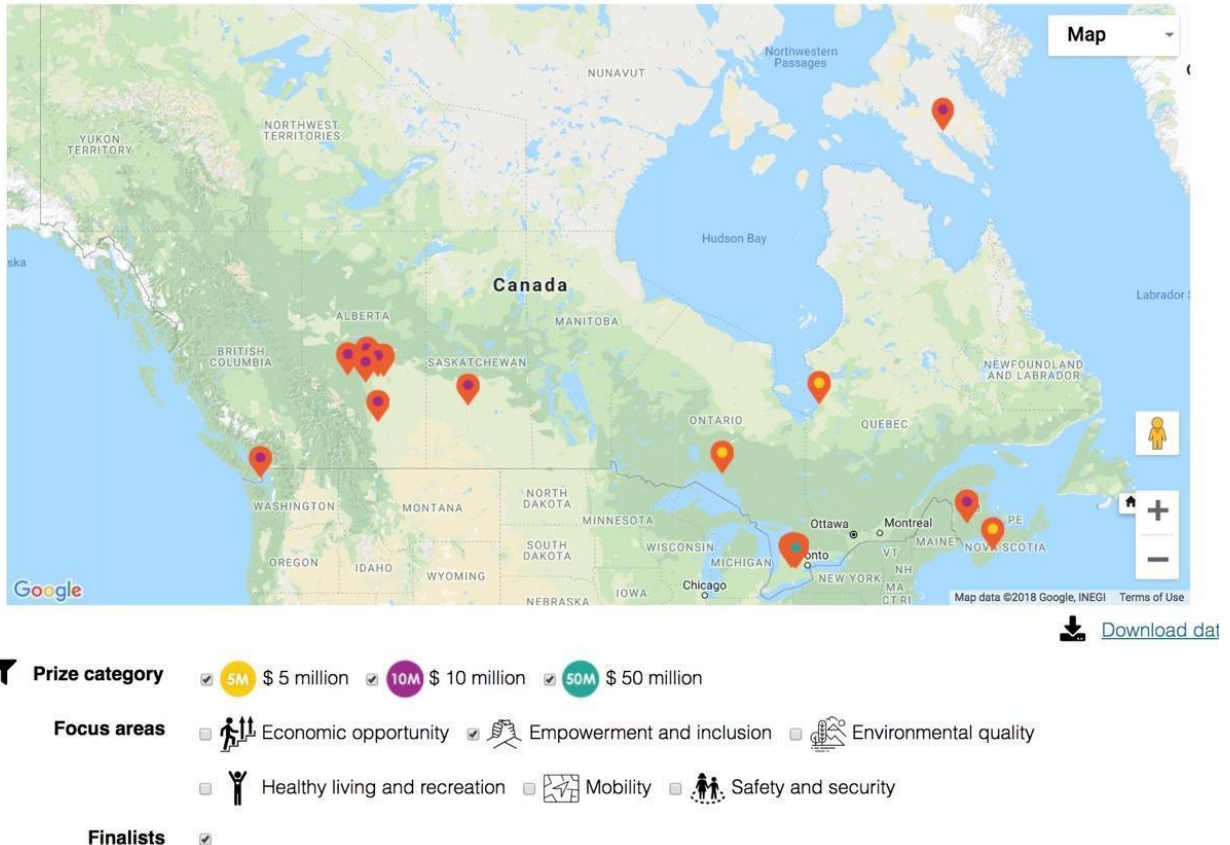 Map
Northwestern
Passages
NUNAVUT
NORTHWEST
TERRITORIES
YUKON
TERRITORY
Hudson Bay
ska
Labrador
Canada
ALBERTA
MANITOBA
BRITISH
COLUMBIA
SASKATCHEWAN
NEWFOUNDLAND
AND LABRADOR
ONTARIO
QUEBEC
WASHINGTON
MONTANA
NORTH
DAKOTA
MINNESOTA
Ottawa
Montreal
PE
MAINE
NOVA SCOTIA
OREGON
IDAHO
SOUTH
DAKOTA
WISCONSIN
MICHIGAN
onto
VT
NH
WYOMING
NEW YORK
MA
Chicago
IOWA
NEBRASKA
CT RI
Google
Map data ©2018 Google, INEGI Terms of Use
Download dat
Prize category 5M $ 5 million 10M $ 10 million 50M $ 50 million
Focus areas Economic opportunity Empowerment and inclusion Environmental quality
Healthy living and recreation Mobility Safety and security
Finalists